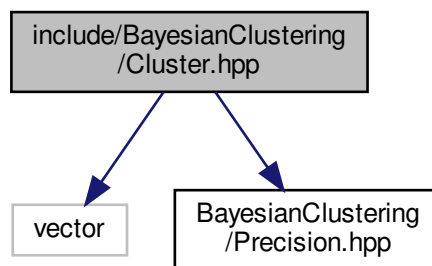 include/BayesianClustering
/Cluster.hpp
vector
BayesianClustering
/Precision.hpp